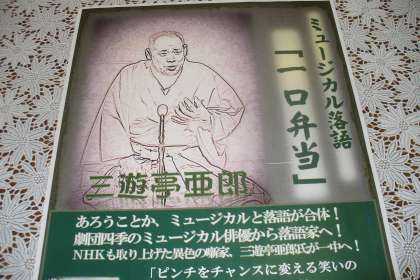 ミュージカル落語
「一口弁当」
三遊亭亜郎
あろうことか、ミュージカルと落語が合体！
劇団四季のミュージカル俳優から落語家へ！
NHKも取り上げた異色の噺家、三遊亭亜郎氏が一中へ！
「ピンチをチャンスに変える笑いの